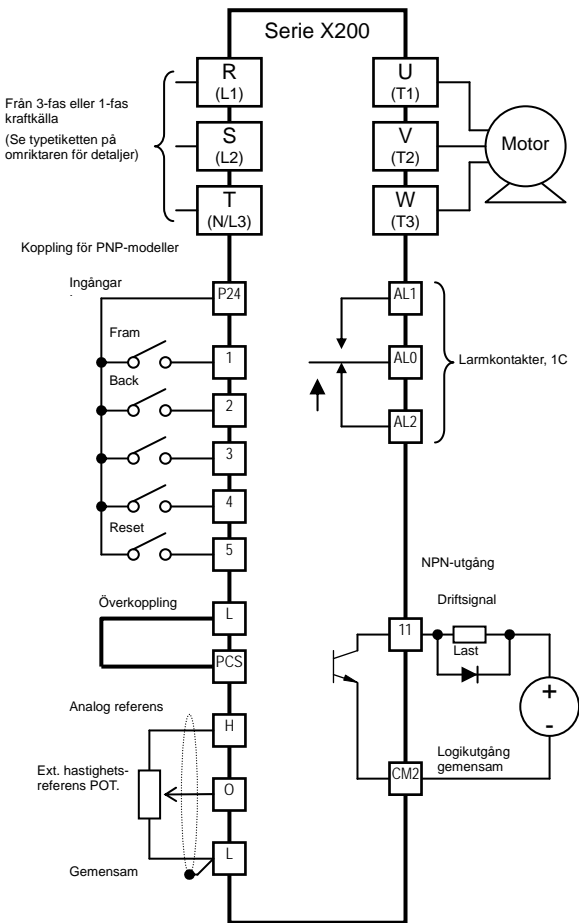 Serie X200
R
(L1)
U
(T1)
Från 3-fas eller 1-fas
kraftkälla
(Se typetiketten på
omriktaren för detaljer)
S
(L2)
V
(T2)
Motor
T
(N/L3)
W
(T3)
Koppling för PNP-modeller
Ingångar
P24
AL1
Fram
1
AL0
Larmkontakter, 1C
Back
2
AL2
3
4
Reset
5
NPN-utgång
Överkoppling
Driftsignal
L
11
Last
PCS
Analog referens
H
+
-
Ext. hastighets-
referens POT.
O
Logikutgång
gemensam
CM2
L
Gemensam